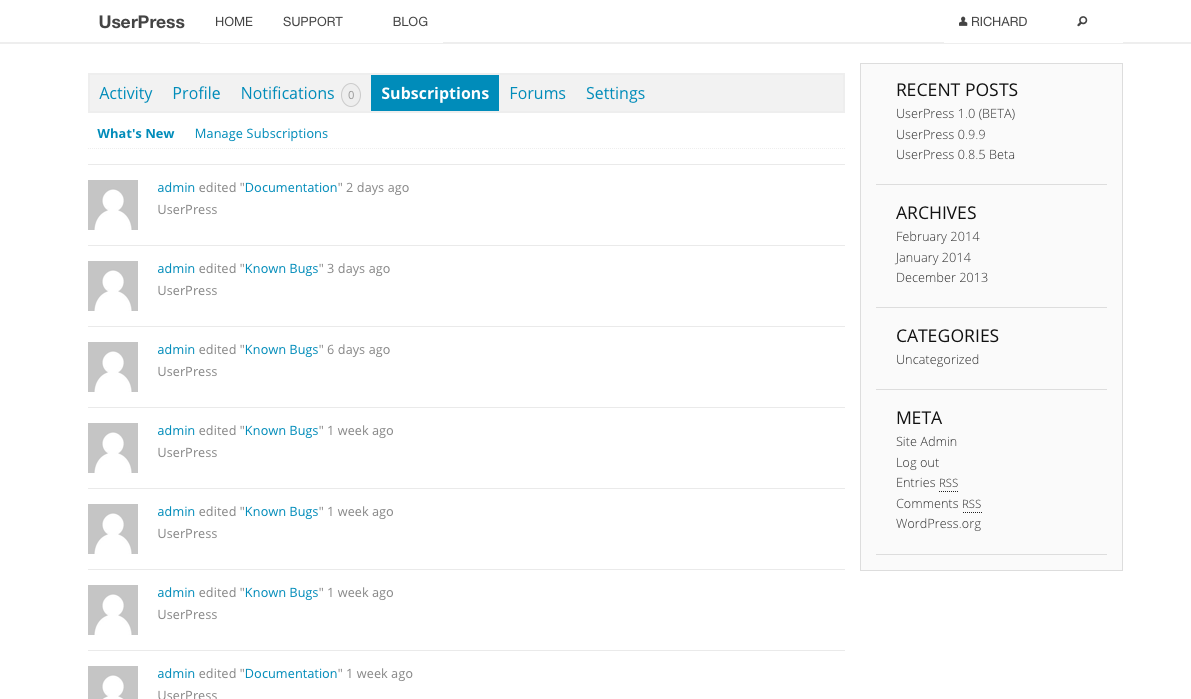 UserPress HOME SUPPORT BLOG RICHARD
Activity Profile Notifications 0 Subscriptions Forums Settings
What's New Manage Subscriptions
admin edited "Documentation" 2 days ago
UserPress
admin edited "Known Bugs" 3 days ago
UserPress
admin edited "Known Bugs" 6 days ago
UserPress
admin edited "Known Bugs" 1 week ago
UserPress
admin edited "Known Bugs" 1 week ago
UserPress
admin edited "Known Bugs" 1 week ago
UserPress
admin edited "Documentation" 1 week ago
UserPress
RECENT POSTS
UserPress 1.0 (BETA)
UserPress 0.9.9
UserPress 0.8.5 Beta
ARCHIVES
February 2014
January 2014
December 2013
CATEGORIES
Uncategorized
META
Site Admin
Log out
Entries RSS
Comments RSS
WordPress.org